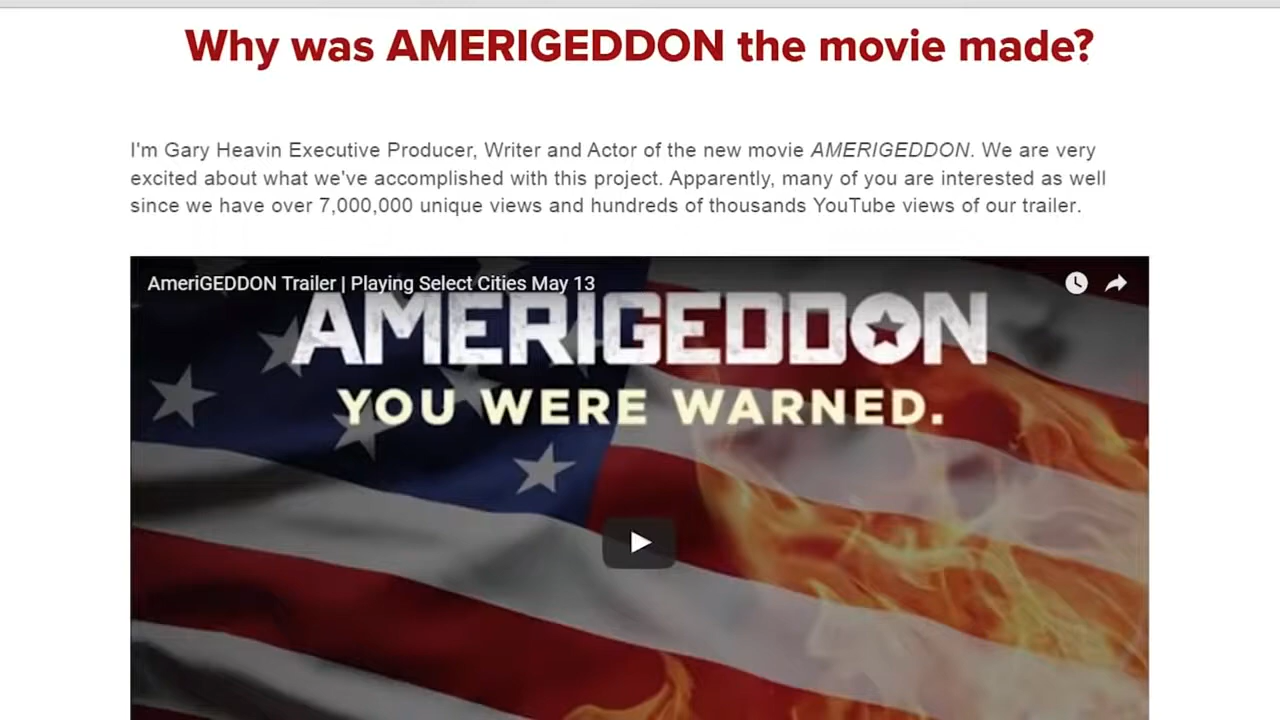 Why was AMERIGEDDON the movie made?
I'm Gary Heavin Executive Producer, Writer and Actor of the new movie AMERIGEDDON. We are very
excited about what we've accomplished with this project. Apparently, many of you are interested as well
since we have over 7,000,000 unique views and hundreds of thousands YouTube views of our trailer.
AmeriGEDDON Trailer | Playing Select Cities May 13
AMERIGEDDON
YOU WERE WARNED.